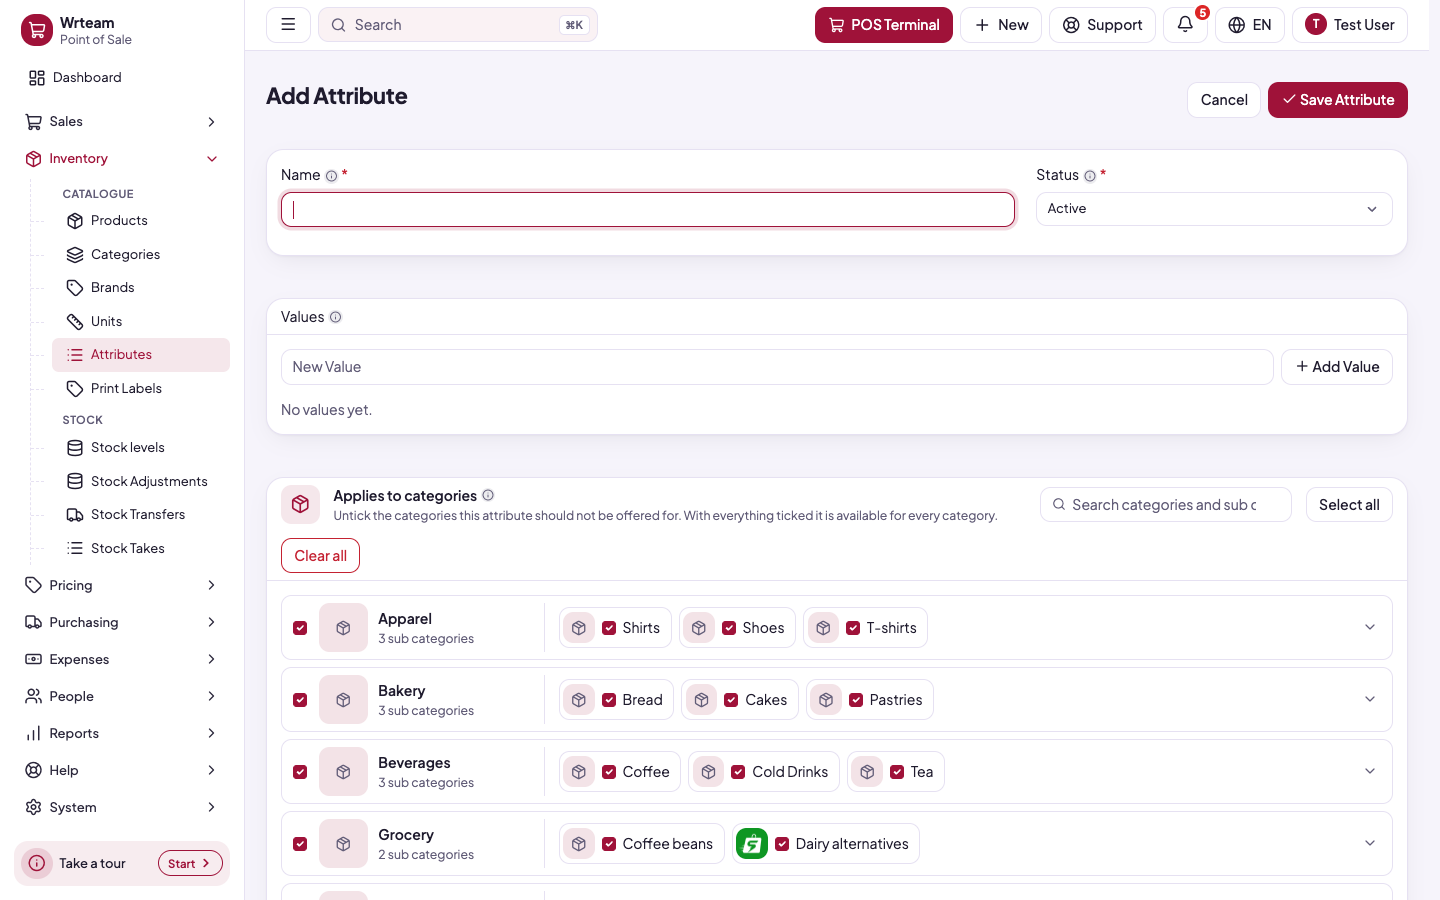 Wrteam
Point of Sale
Search
⌘K
POS Terminal
New
Support
5
EN
T
Test User
Dashboard
Sales
Inventory
CATALOGUE
Products
Categories
Brands
Units
Attributes
Print Labels
STOCK
Stock levels
Stock Adjustments
Stock Transfers
Stock Takes
Pricing
Purchasing
Expenses
People
Reports
Help
System
Take a tour
Start
Add Attribute
Cancel
Save Attribute
Name *
Status *
Active
Values
New Value
Add Value
No values yet.
Applies to categories
Untick the categories this attribute should not be offered for. With everything ticked it is available for every category.
Search categories and sub c
Select all
Clear all
Apparel
3 sub categories
Shirts
Shoes
T-shirts
Bakery
3 sub categories
Bread
Cakes
Pastries
Beverages
3 sub categories
Coffee
Cold Drinks
Tea
Grocery
2 sub categories
Coffee beans
Dairy alternatives